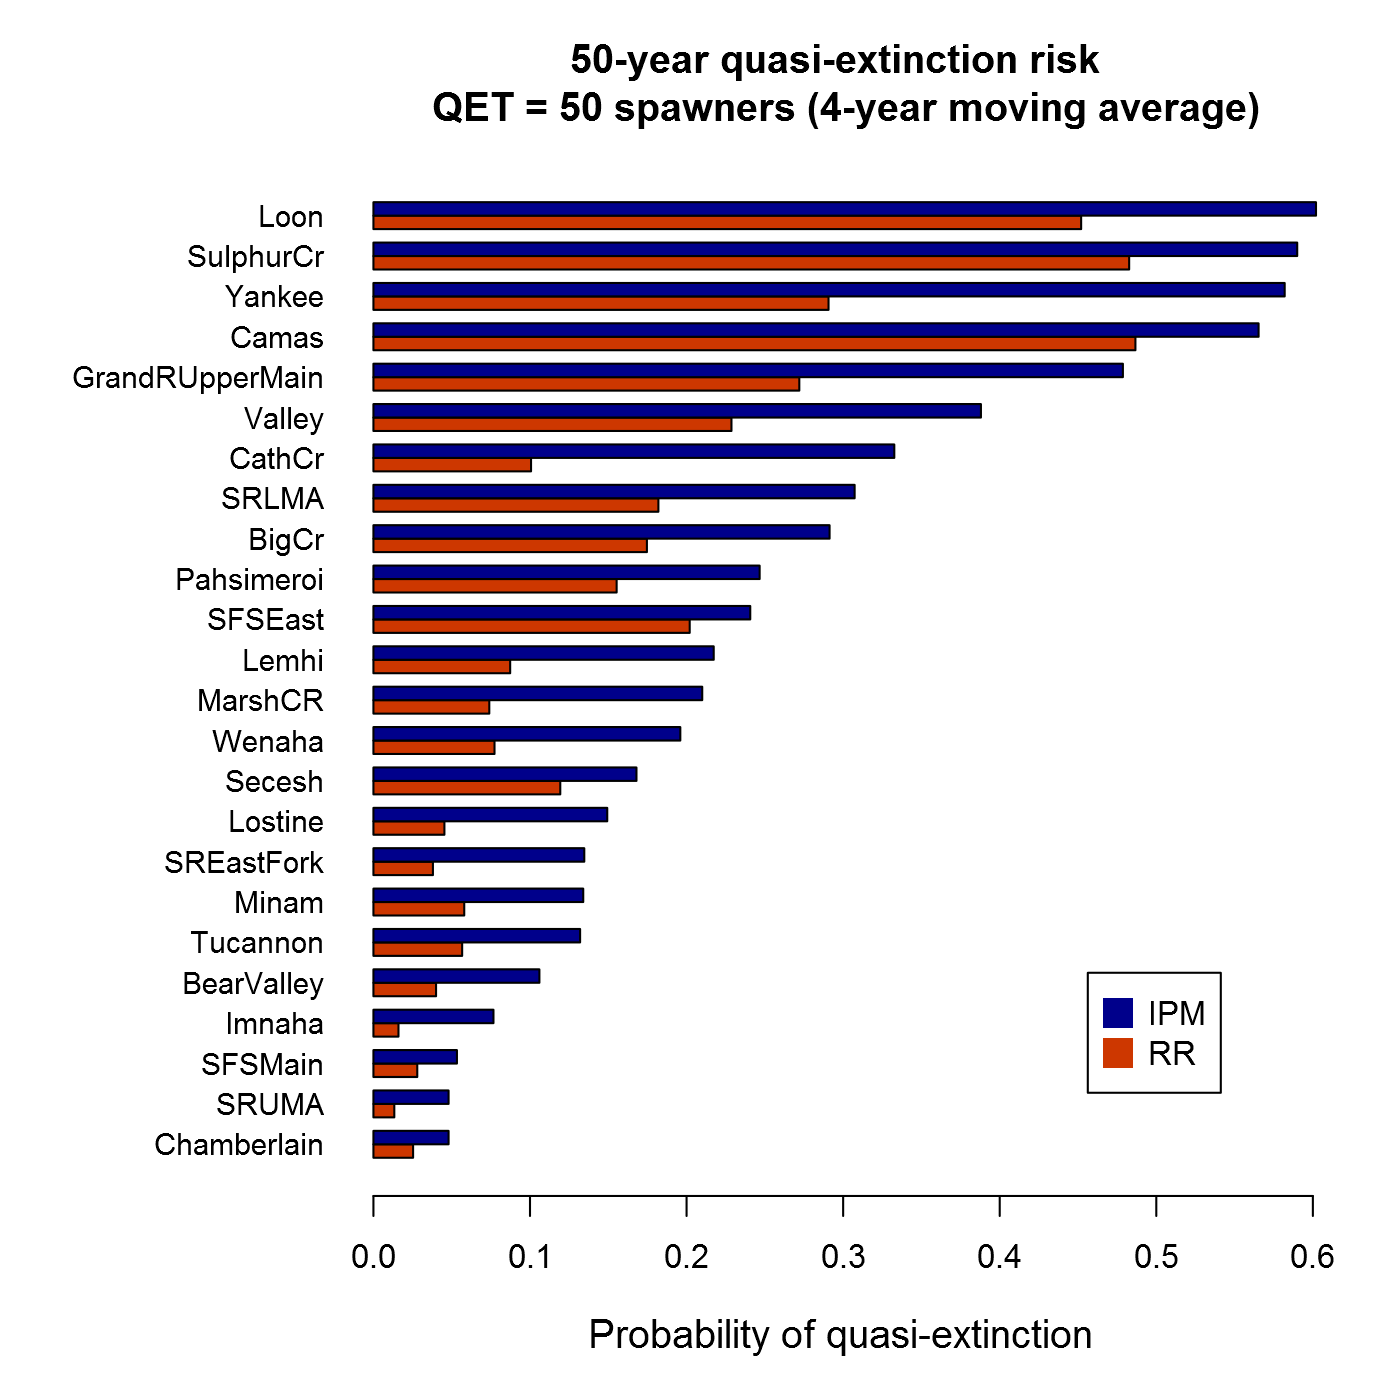 50-year quasi-extinction risk
QET = 50 spawners (4-year moving average)
Loon
SulphurCr
Yankee
Camas
GrandRUpperMain
Valley
CathCr
SRLMA
BigCr
Pahsimeroi
SFSEast
Lemhi
MarshCR
Wenaha
Secesh
Lostine
SREastFork
Minam
Tucannon
BearValley
Imnaha
SFSMain
SRUMA
Chamberlain
IPM
RR
0.0 0.1 0.2 0.3 0.4 0.5 0.6
Probability of quasi-extinction